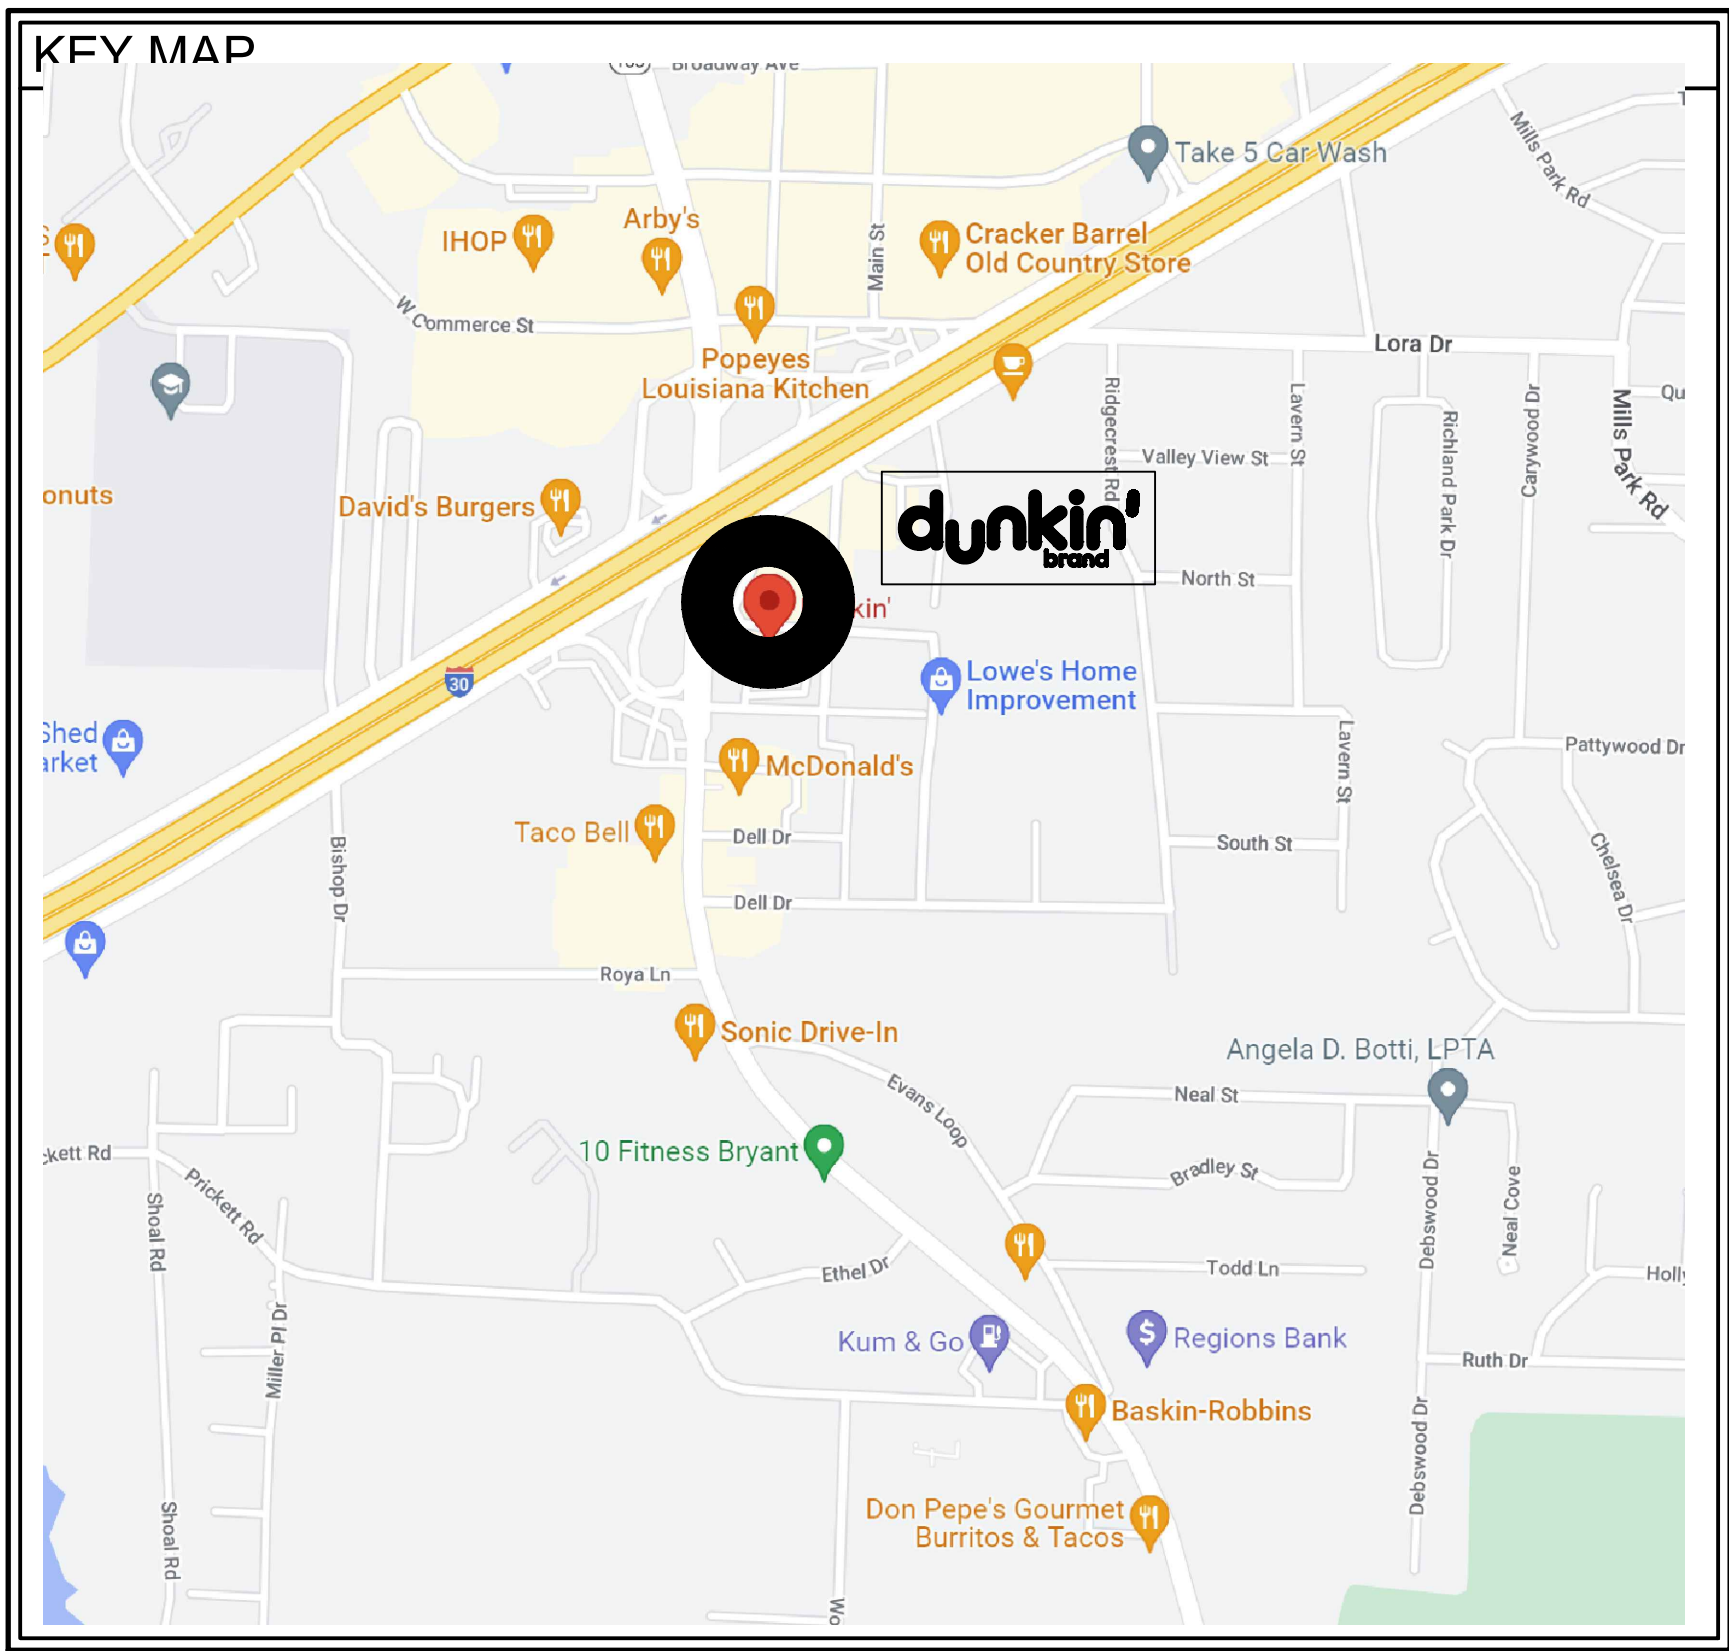 KEY MAP
Broadway Ave
Take 5 Car Wash
Mills Park Rd
Arby's
IHOP
Main St
Cracker Barrel
Old Country Store
W Commerce St
Popeyes
Louisiana Kitchen
Lora Dr
Ridgecrest Rd
Lavern St
Richland Park Dr
Carywood Dr
Mills Park Rd
Valley View St
David's Burgers
dunkin'
brand
North St
30
Lowe's Home
Improvement
Pattywood Dr
Lavern St
McDonald's
Taco Bell
Dell Dr
South St
Bishop Dr
Chelsea Dr
Dell Dr
Roya Ln
Sonic Drive-In
Angela D. Botti, LPTA
Evans Loop
Neal St
10 Fitness Bryant
Bradley St
Prickett Rd
Shoal Rd
Debswood Dr
Neal Cove
Ethel Dr
Todd Ln
Miller Pl Dr
Kum & Go
Regions Bank
Ruth Dr
Baskin-Robbins
Debswood Dr
Don Pepe's Gourmet
Burritos & Tacos
Shoal Rd